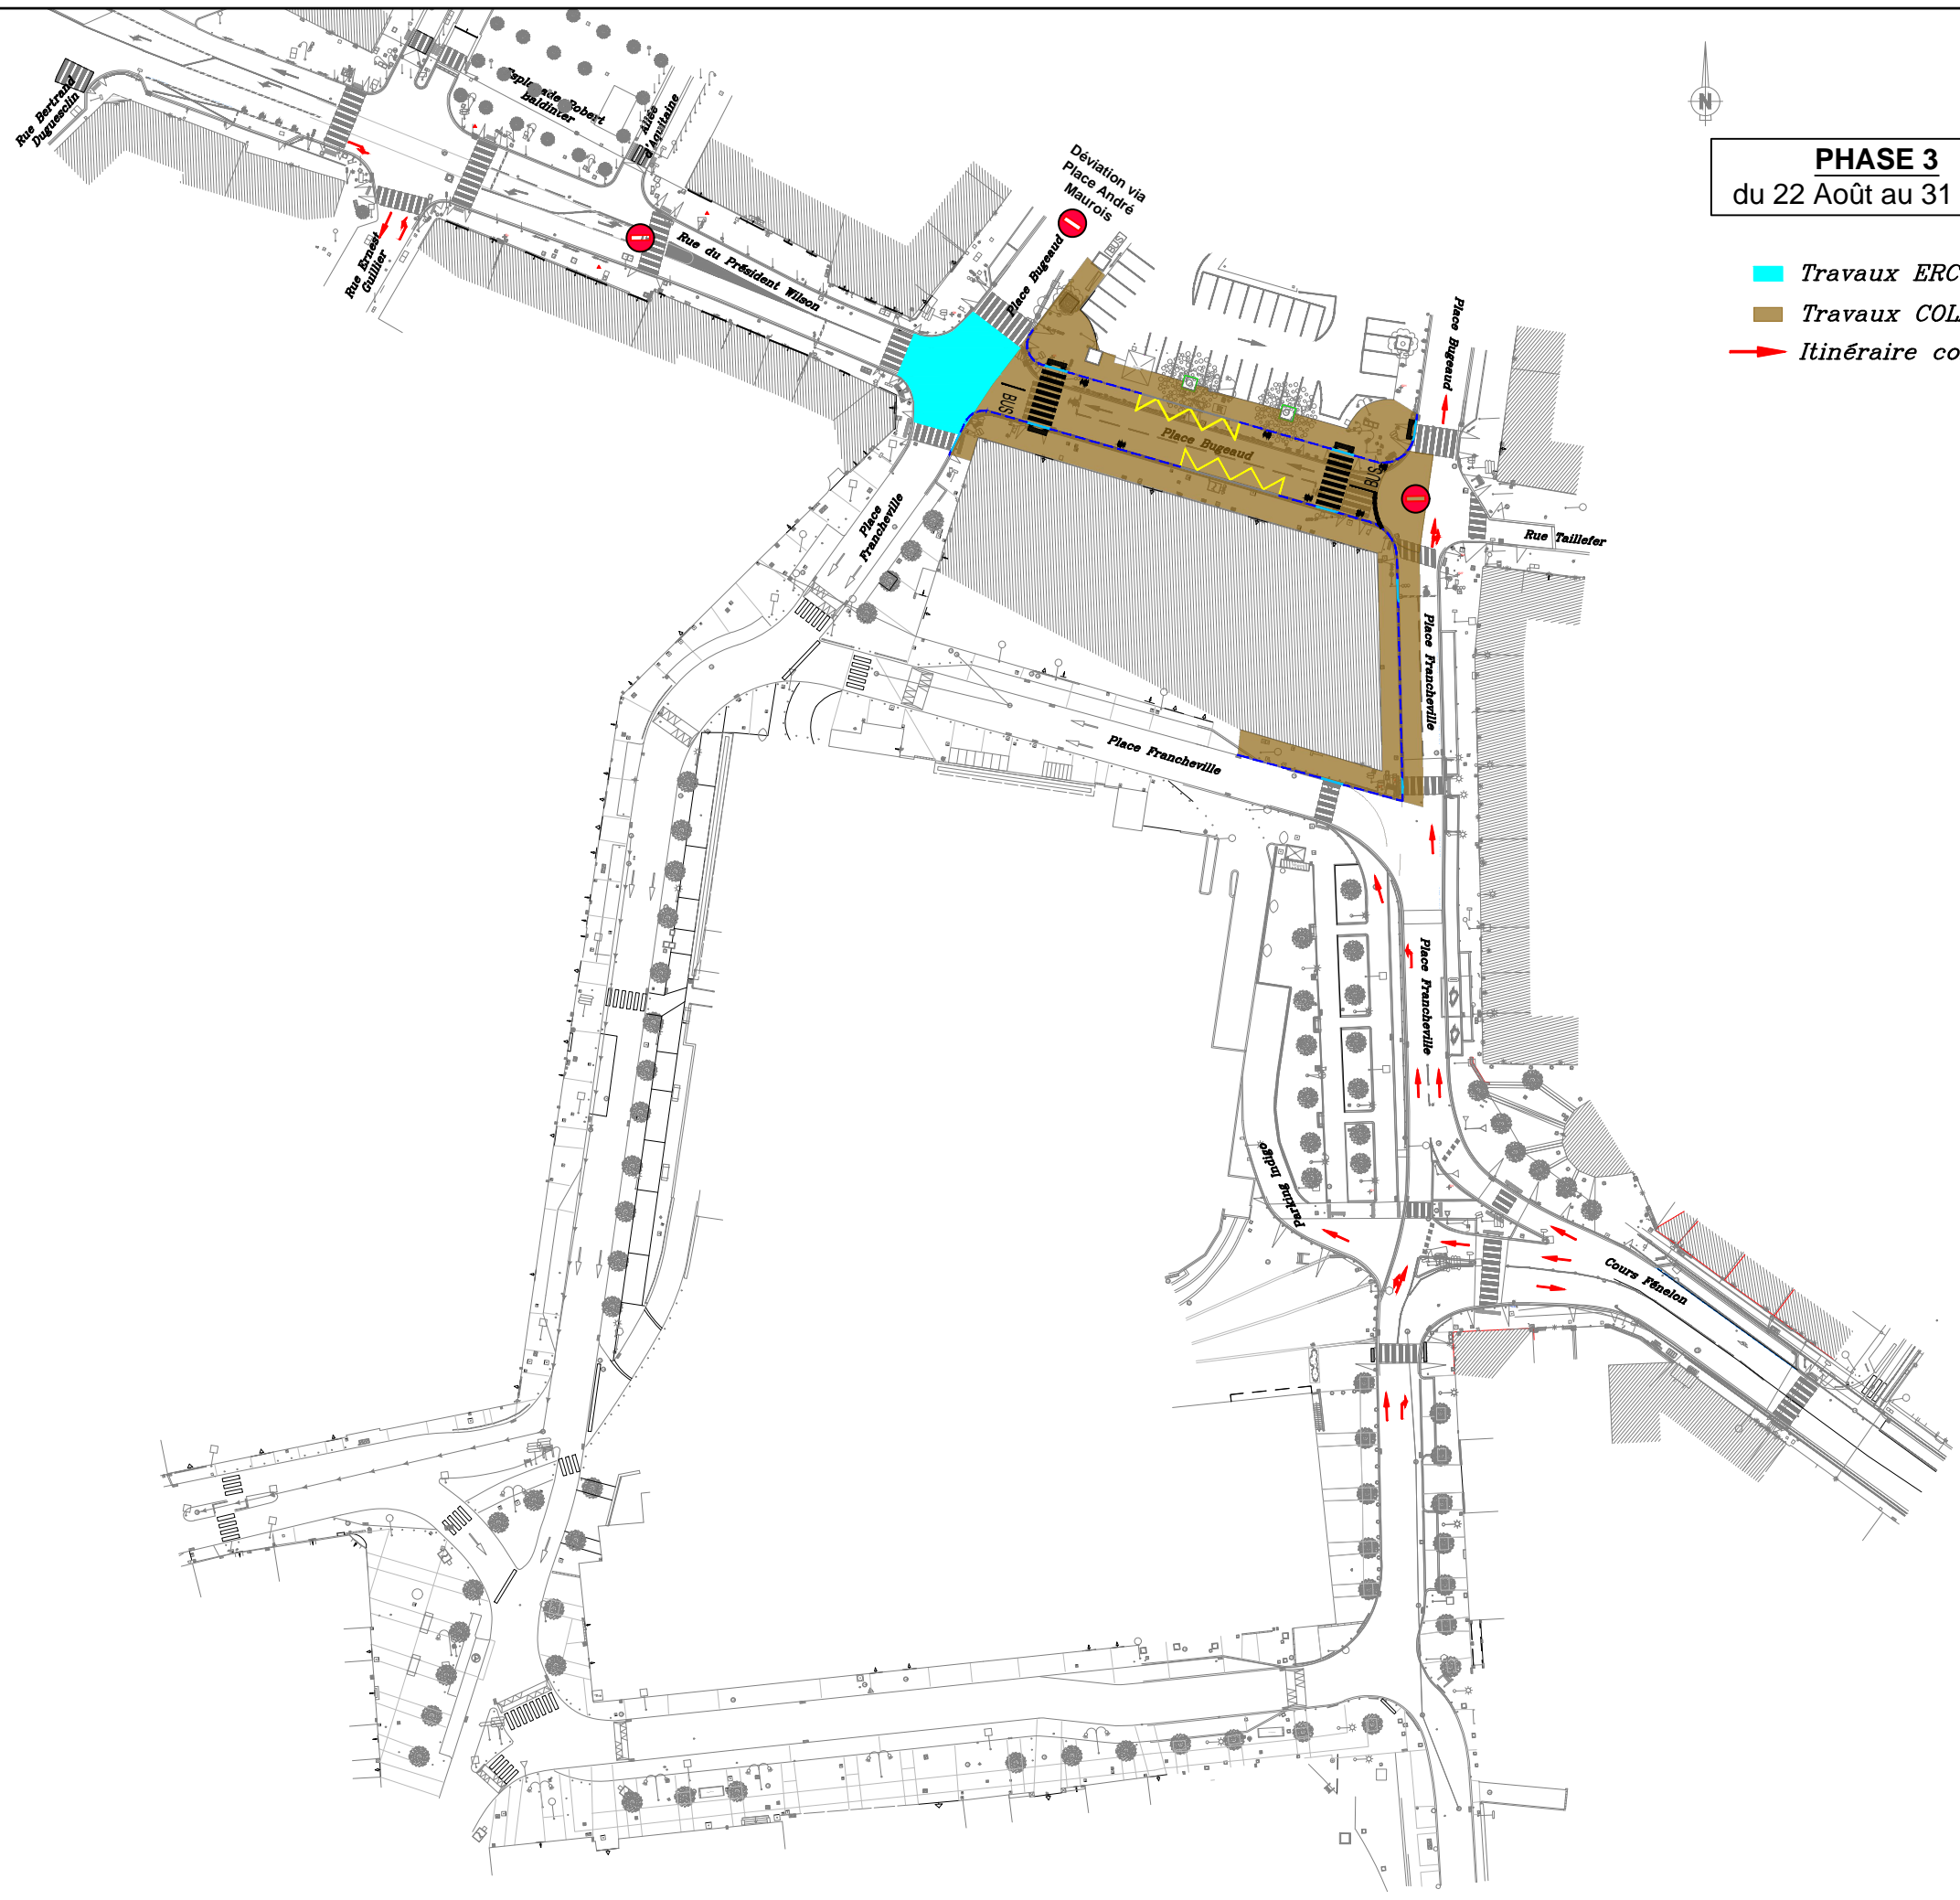 Rue Bertrand
Duguesclin
Esplanade Robert
Baldinter
Allée
d'Aquitaine
Rue Ernest
Guillier
Rue du Président Wilson
Déviation via
Place André
Maurois
Place Bugeaud
BUS
N
PHASE 3
du 22 Août au 31
Travaux ERC
Travaux COL
Itinéraire co
Place Bugeaud
BUS
Place Bugeaud
BUS
Rue Taillefer
Place
Francheville
Place Francheville
Place Francheville
Place Francheville
Parking Indigo
Cours Fénelon